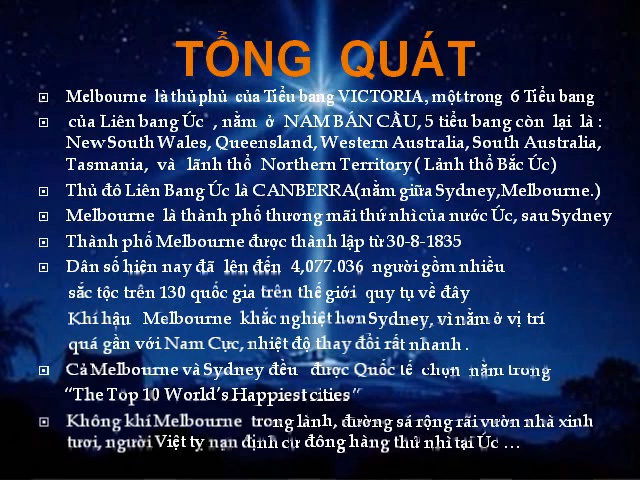 TỔNG QUÁT
Melbourne là thủ phủ của Tiểu bang VICTORIA, một trong 6 Tiểu bang
của Liên bang Úc , nằm ở NAM BÁN CẦU, 5 tiểu bang còn lại là :
New South Wales, Queensland, Western Australia, South Australia,
Tasmania, và lãnh thổ Northern Territory ( Lảnh thổ Bắc Úc)
Thủ đô Liên Bang Úc là CANBERRA(nằm giữa Sydney,Melbourne.)
Melbourne là thành phố thương mãi thứ nhì của nước Úc, sau Sydney
Thành phố Melbourne được thành lập từ 30-8-1835
Dân số hiện nay đã lên đến 4,077.036 người gồm nhiều
sắc tộc trên 130 quốc gia trên thế giới quy tụ về đây
Khí hậu Melbourne khắc nghiệt hơn Sydney, vì nằm ở vị trí
quá gần với Nam Cực, nhiệt độ thay đổi rất nhanh .
Cả Melbourne và Sydney đều được Quốc tế chọn nằm trong
“The Top 10 World’s Happiest cities”
Không khí Melbourne trong lành, đường sá rộng rãi vườn nhà xinh
tươi, người Việt tỵ nạn định cư đông hàng thứ nhì tại Úc …